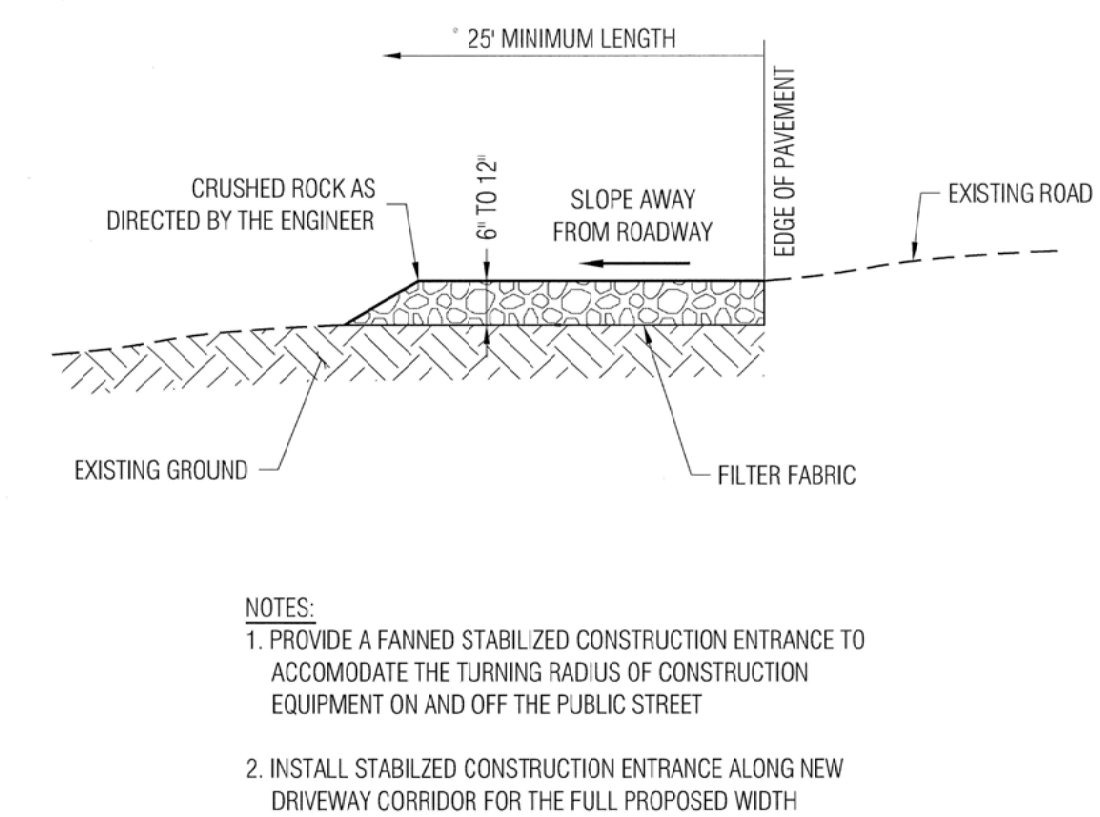 25' MINIMUM LENGTH
EDGE OF PAVEMENT
6" TO 12"
CRUSHED ROCK AS
DIRECTED BY THE ENGINEER
SLOPE AWAY
FROM ROADWAY
EXISTING ROAD
EXISTING GROUND
FILTER FABRIC
NOTES:
1. PROVIDE A FANNED STABILIZED CONSTRUCTION ENTRANCE TO
ACCOMODATE THE TURNING RADIUS OF CONSTRUCTION
EQUIPMENT ON AND OFF THE PUBLIC STREET
2. INSTALL STABILZED CONSTRUCTION ENTRANCE ALONG NEW
DRIVEWAY CORRIDOR FOR THE FULL PROPOSED WIDTH